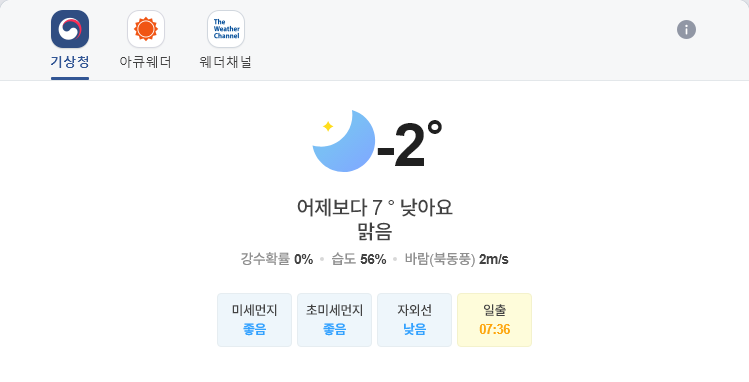 The
Weather
Channel
기상청 아큐웨더 웨더채널
-2°
어제보다 7 ° 낮아요
맑음
강수확률 0% • 습도 56% • 바람(북동풍) 2m/s
미세먼지 초미세먼지 자외선 일출
좋음 좋음 낮음 07:36